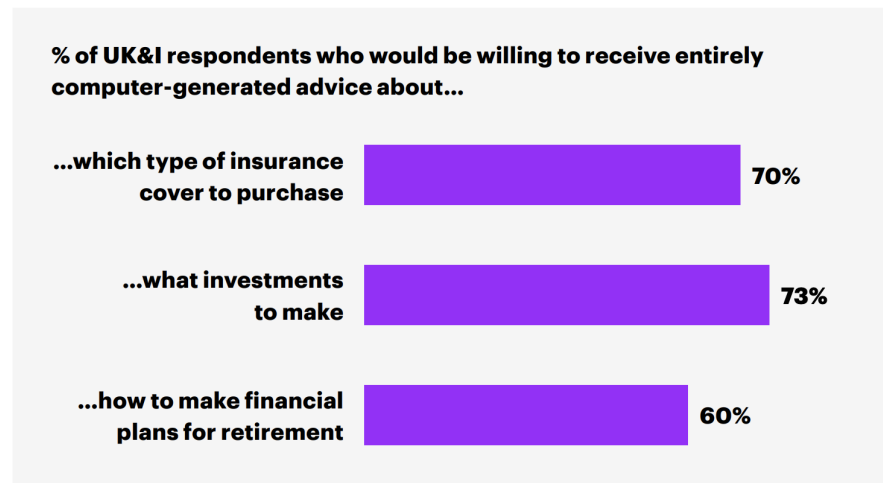 % of UK&I respondents who would be willing to receive entirely
computer-generated advice about...
...which type of insurance
cover to purchase
70%
...what investments
to make
73%
...how to make financial
plans for retirement
60%